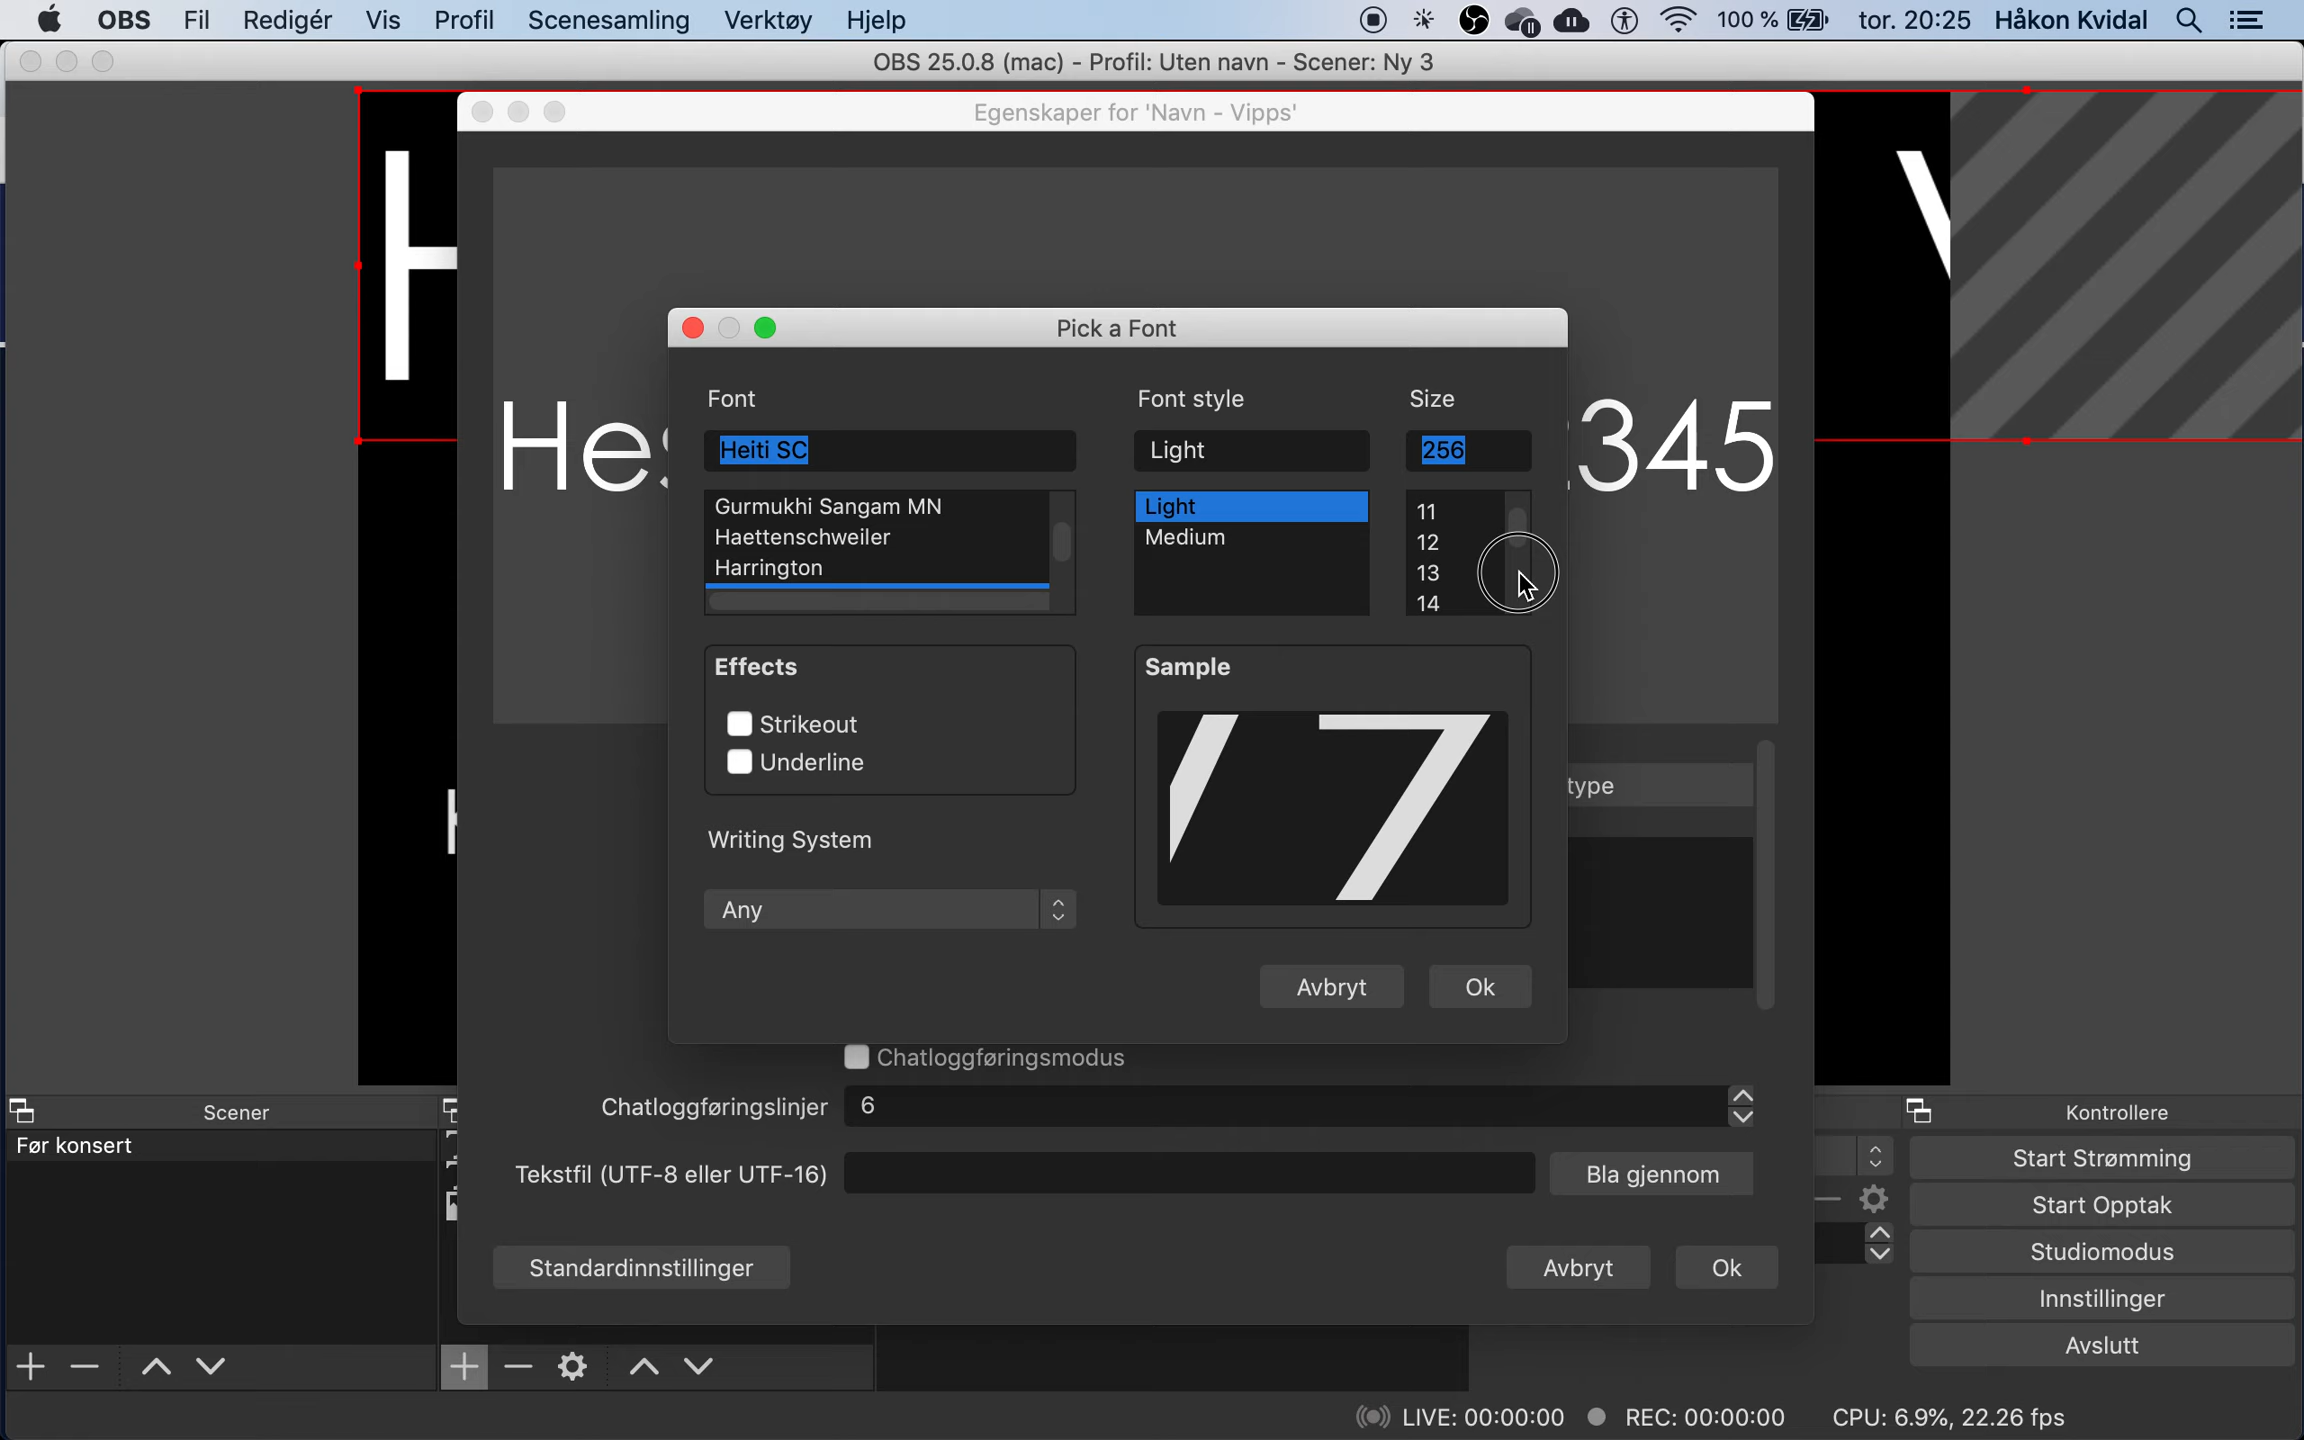 OBS Fil Redigér Vis Profil Scenesamling Verktøy Hjelp 100 % tor. 20:25 Håkon Kvidal
OBS 25.0.8 (mac) - Profil: Uten navn - Scener: Ny 3
Egenskaper for 'Navn - Vipps'
H
V
Pick a Font
Font Font style Size
Heiti SC Light 256
Hes 2345
Gurmukhi Sangam MN Light 11
Haettenschweiler Medium 12
Harrington 13
14
Effects Sample
Strikeout
Underline
type
Writing System
Any
Avbryt Ok
Chatloggføringsmodus
Chatloggføringslinjer 6
Scener Kontrollere
Før konsert
Start Strømming
Tekstfil (UTF-8 eller UTF-16) Bla gjennom
Start Opptak
Studiomodus
Standardinnstillinger Avbryt Ok
Innstillinger
Avslutt
LIVE: 00:00:00 REC: 00:00:00 CPU: 6.9%, 22.26 fps